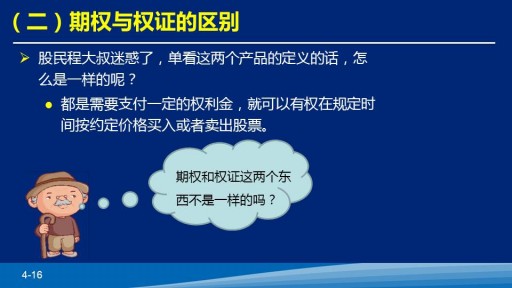 （二）期权与权证的区别
股民程大叔迷惑了，单看这两个产品的定义的话，怎
么是一样的呢？
都是需要支付一定的权利金，就可以有权在规定时
间按约定价格买入或者卖出股票。
期权和权证这两个东
西不是一样的吗？
4-16